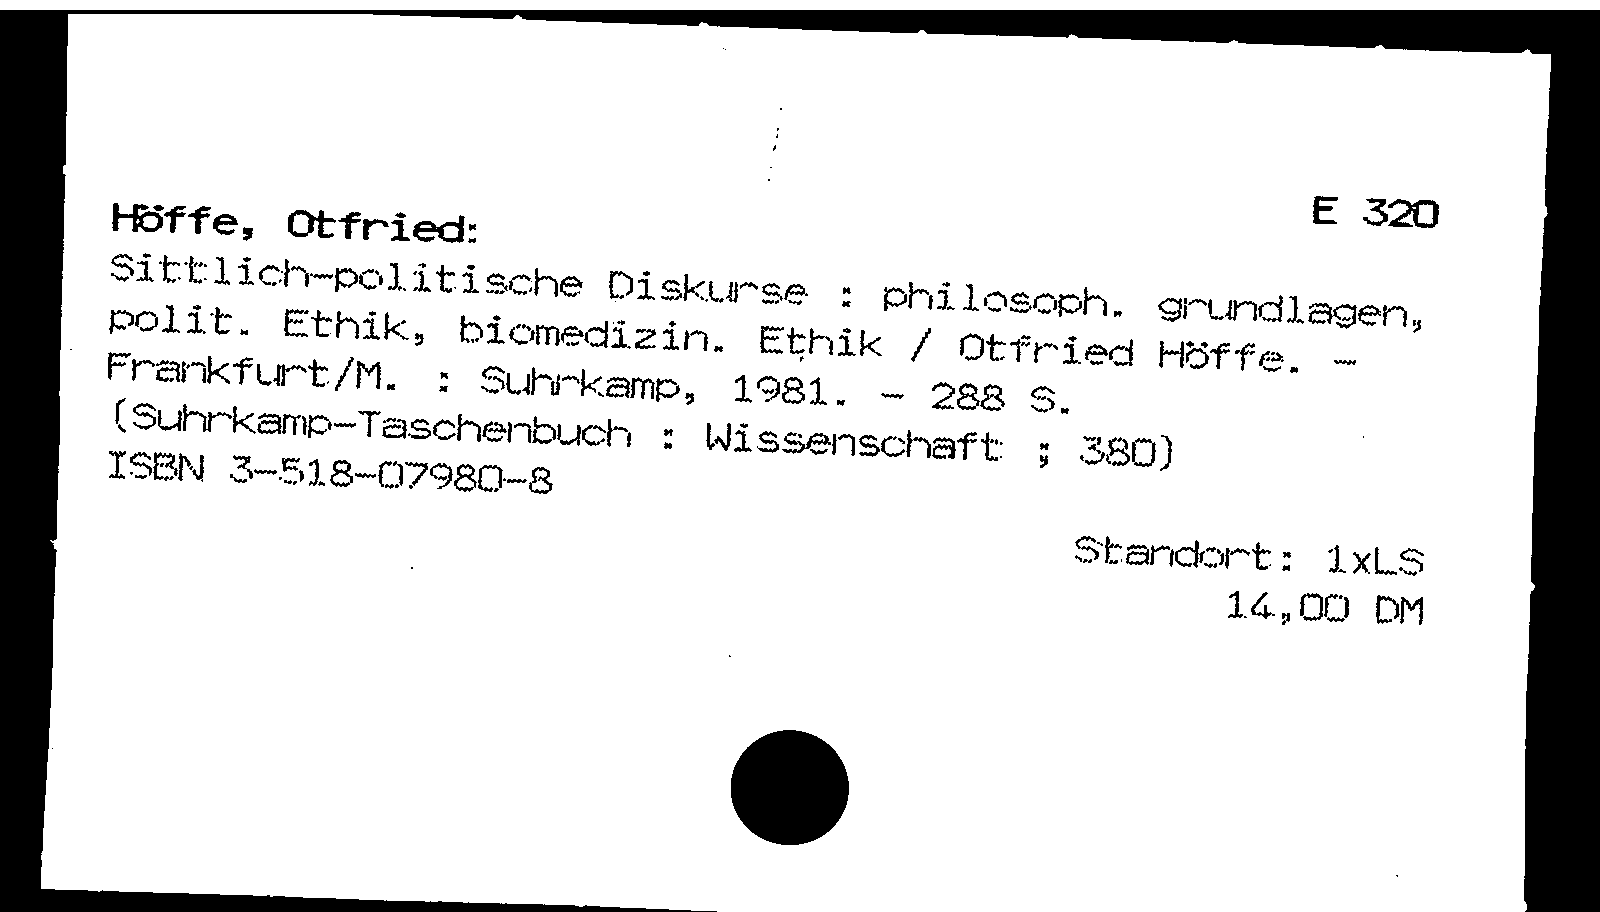 Höffe, Otfried: E 320
Sittlich-politische Diskurse : philosoph. grundlagen,
polit. Ethik, biomedizin. Ethik / Otfried Höffe. -
Frankfurt/M. : Suhrkamp, 1981. - 288 S.
(Suhrkamp-Taschenbuch : Wissenschaft ; 380)
ISBN 3-518-07980-8
Standort: 1xLS
14,00 DM